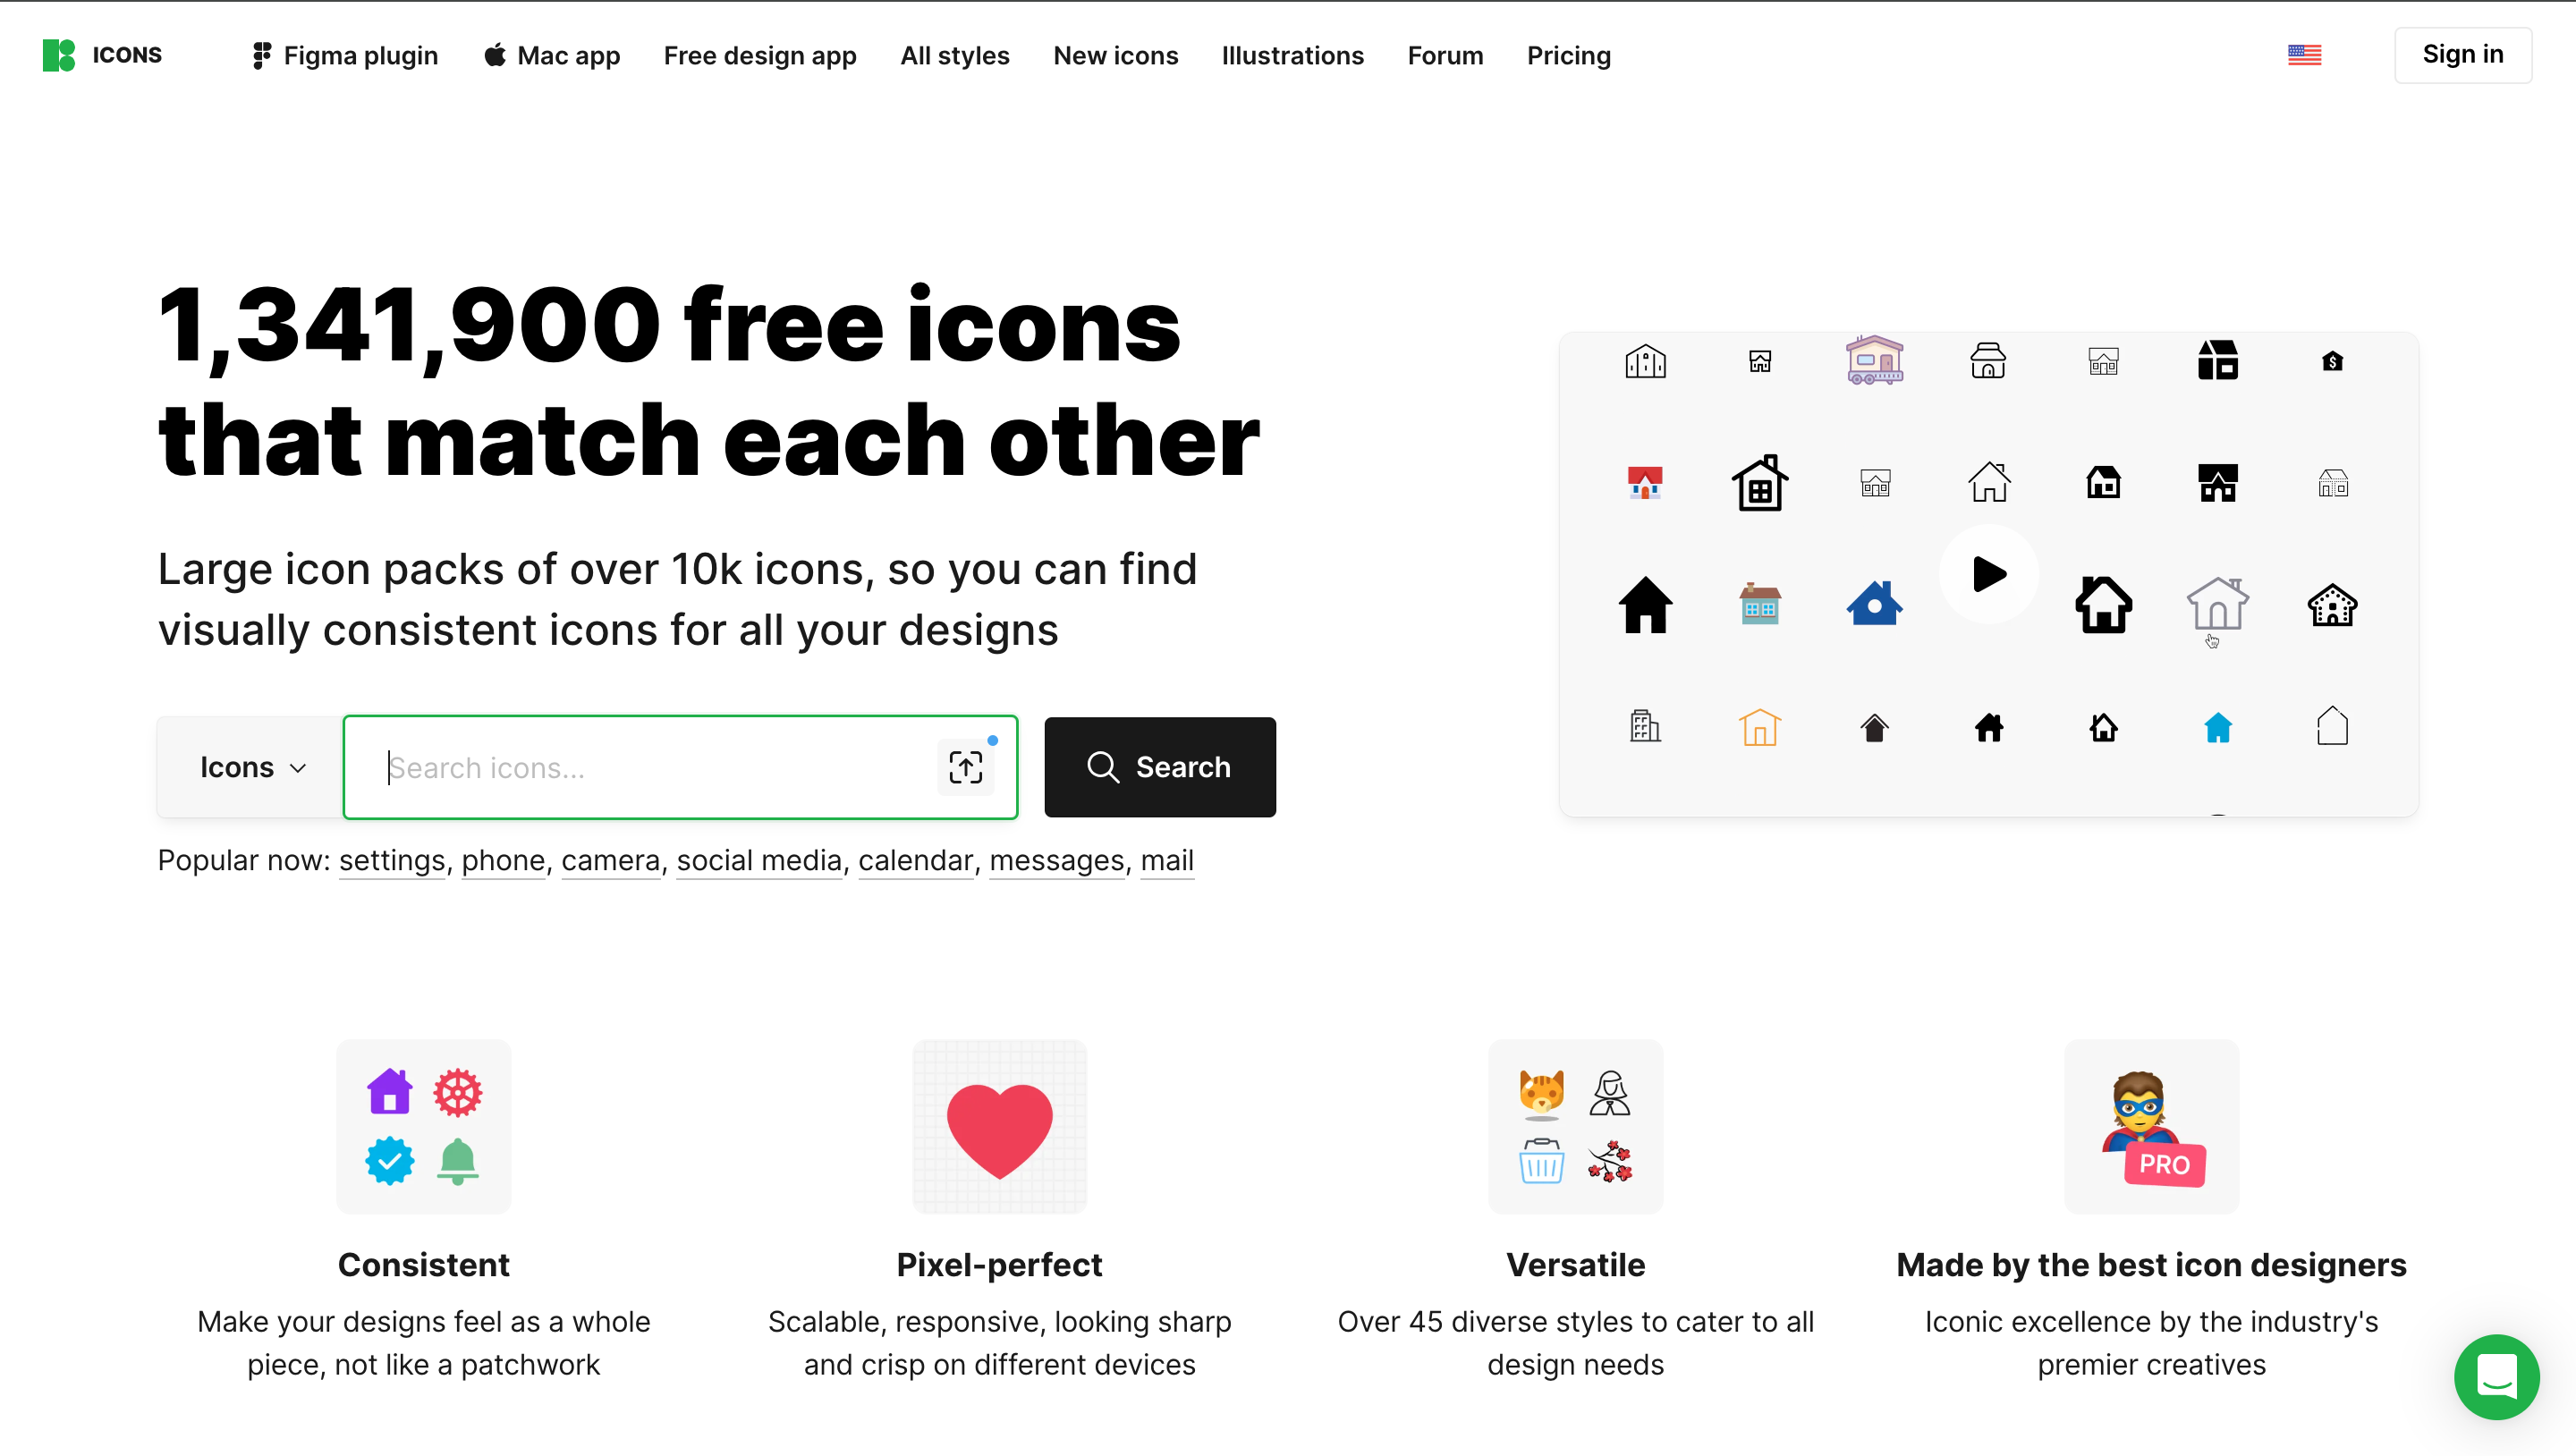 ICONS
Figma plugin
Mac app
Free design app
All styles
New icons
Illustrations
Forum
Pricing
Sign in
1,341,900 free icons
that match each other
Large icon packs of over 10k icons, so you can find
visually consistent icons for all your designs
Icons
Search icons...
Search
Popular now: settings, phone, camera, social media, calendar, messages, mail
$
PRO
Consistent
Make your designs feel as a whole
piece, not like a patchwork
Pixel-perfect
Scalable, responsive, looking sharp
and crisp on different devices
Versatile
Over 45 diverse styles to cater to all
design needs
Made by the best icon designers
Iconic excellence by the industry's
premier creatives